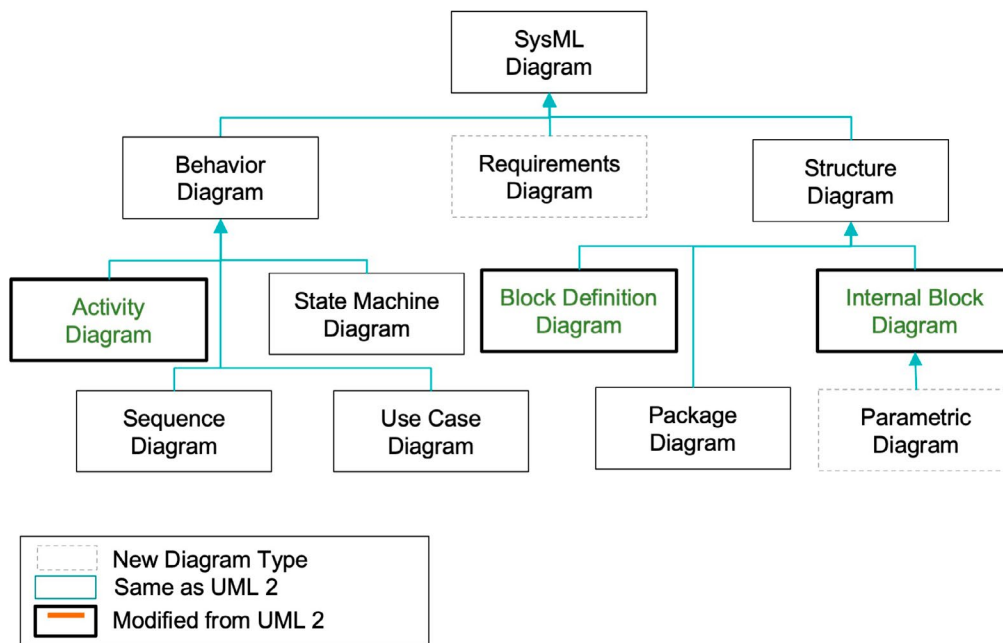 SysML
Diagram
Behavior
Diagram
Requirements
Diagram
Structure
Diagram
Activity
Diagram
State Machine
Diagram
Block Definition
Diagram
Internal Block
Diagram
Sequence
Diagram
Use Case
Diagram
Package
Diagram
Parametric
Diagram
New Diagram Type
Same as UML 2
Modified from UML 2